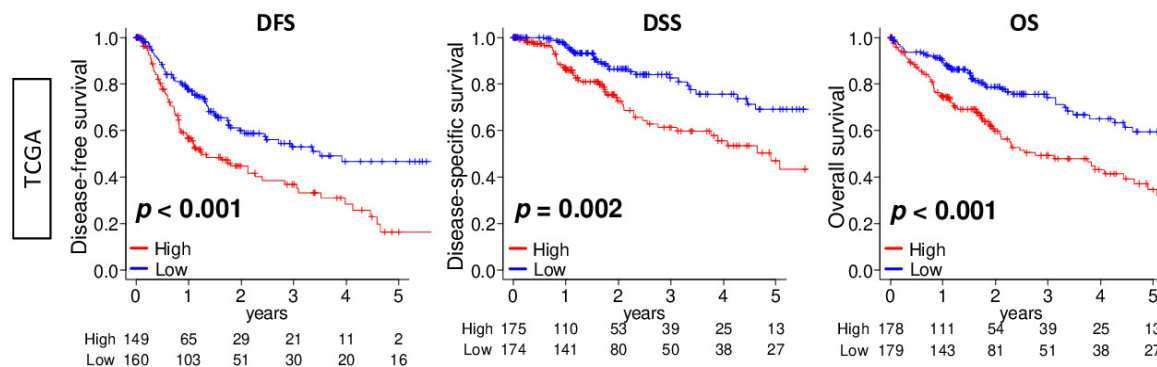 TCGA
DFS
Disease-free survival
1.0
0.8
0.6
0.4
0.2
0.0
p < 0.001
High
Low
0 1 2 3 4 5
years
High 149 65 29 21 11 2
Low 160 103 51 30 20 16
DSS
Disease-specific survival
1.0
0.8
0.6
0.4
0.2
0.0
p = 0.002
High
Low
0 1 2 3 4 5
years
High 175 110 53 39 25 13
Low 174 141 80 50 38 27
OS
Overall survival
1.0
0.8
0.6
0.4
0.2
0.0
p < 0.001
High
Low
0 1 2 3 4 5
years
High 178 111 54 39 25 13
Low 179 143 81 51 38 27